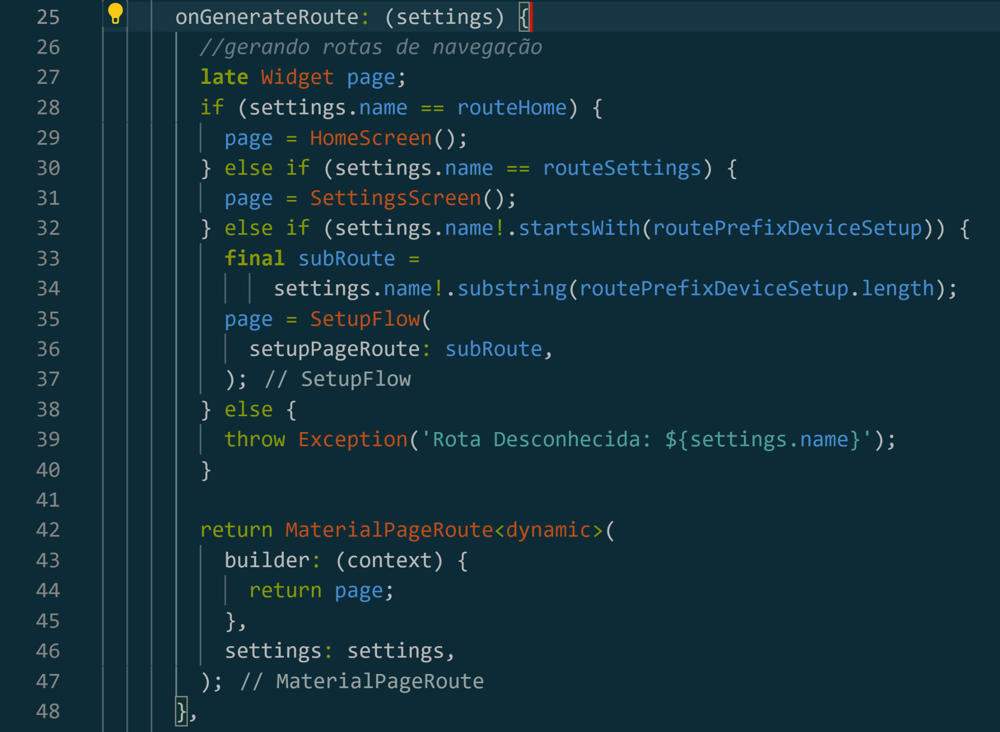 25 onGenerateRoute: (settings) {
26 //gerando rotas de navegação
27 late Widget page;
28 if (settings.name == routeHome) {
29 page = HomeScreen();
30 } else if (settings.name == routeSettings) {
31 page = SettingsScreen();
32 } else if (settings.name!.startsWith(routePrefixDeviceSetup)) {
33 final subRoute =
34 settings.name!.substring(routePrefixDeviceSetup.length);
35 page = SetupFlow(
36 setupPageRoute: subRoute,
37 ); // SetupFlow
38 } else {
39 throw Exception('Rota Desconhecida: ${settings.name}');
40 }
41
42 return MaterialPageRoute<dynamic>(
43 builder: (context) {
44 return page;
45 },
46 settings: settings,
47 ); // MaterialPageRoute
48 },